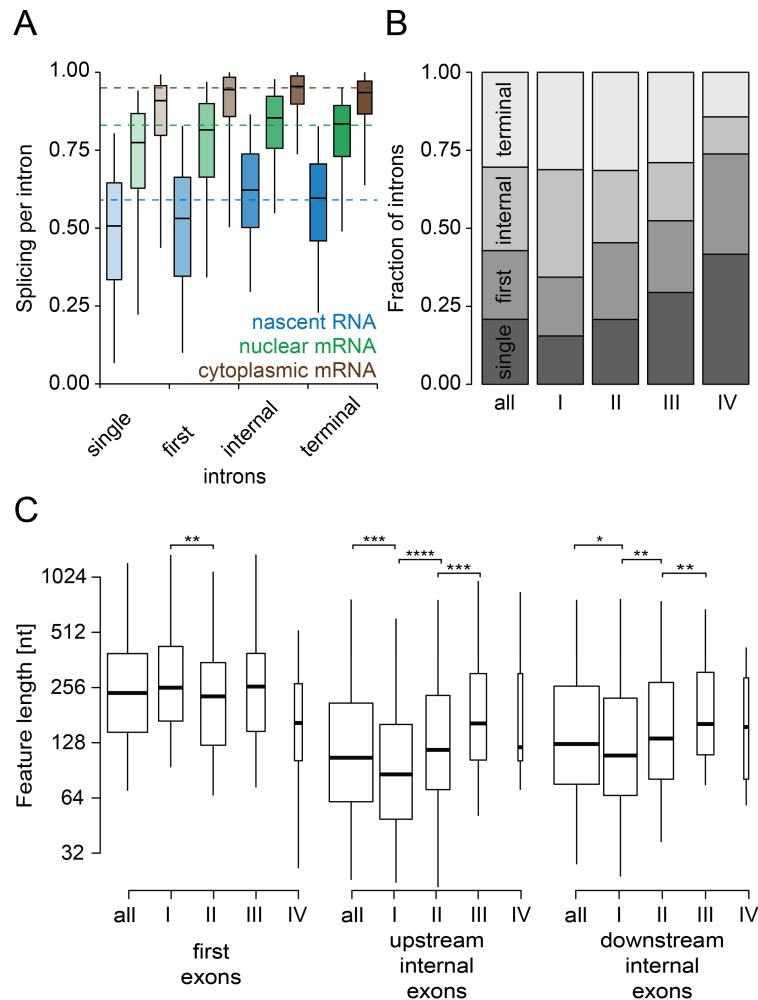 A
Splicing per intron
1.00
0.75
0.50
0.25
0.00
nascent RNA
nuclear mRNA
cytoplasmic mRNA
single
first
internal
terminal
introns
B
Fraction of introns
1.00
0.75
0.50
0.25
0.00
terminal
internal
first
single
all I II III IV
C
Feature length [nt]
1024
512
256
128
64
32
** *** **** *** * ** **
all I II III IV all I II III IV all I II III IV
first
exons
upstream
internal
exons
downstream
internal
exons